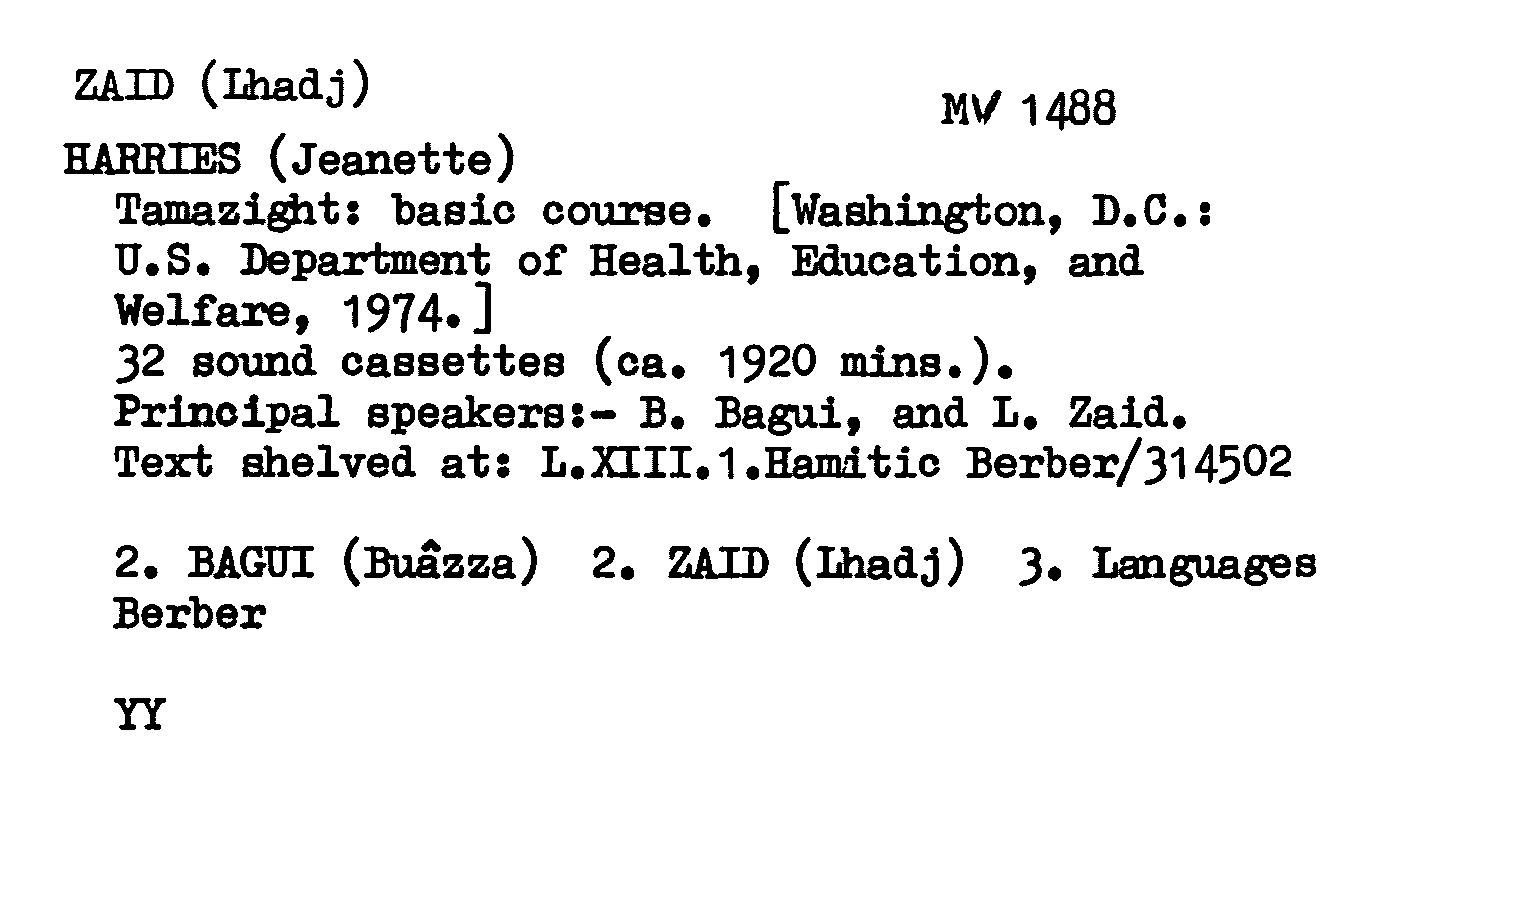 ZAID (Lhadj)
MV 1488
HARRIES (Jeanette)
Tamazight: basic course. [Washington, D.C.:
U.S. Department of Health, Education, and
Welfare, 1974.]
32 sound cassettes (ca. 1920 mins.).
Principal speakers:- B. Bagui, and L. Zaid.
Text shelved at: L.XIII.1.Hamitic Berber/314502
2. BAGUI (Buâzza) 2. ZAID (Lhadj) 3. Languages
Berber
YY